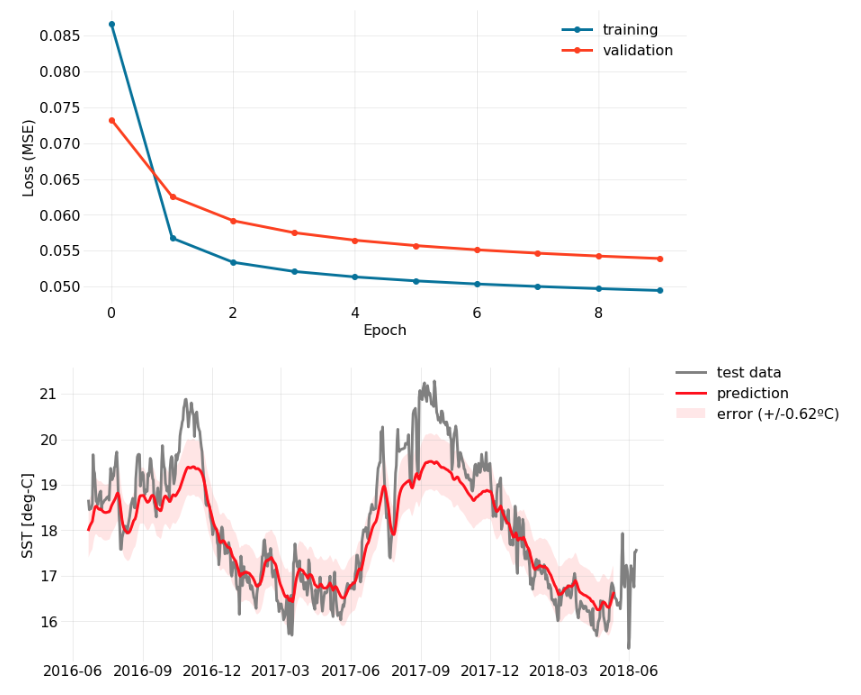 0.085
0.080
0.075
0.070
0.065
0.060
0.055
0.050
Loss (MSE)
training
validation
0 2 4 6 8
Epoch
21
20
19
18
17
16
SST [deg-C]
test data
prediction
error (+/-0.62ºC)
2016-06 2016-09 2016-12 2017-03 2017-06 2017-09 2017-12 2018-03 2018-06